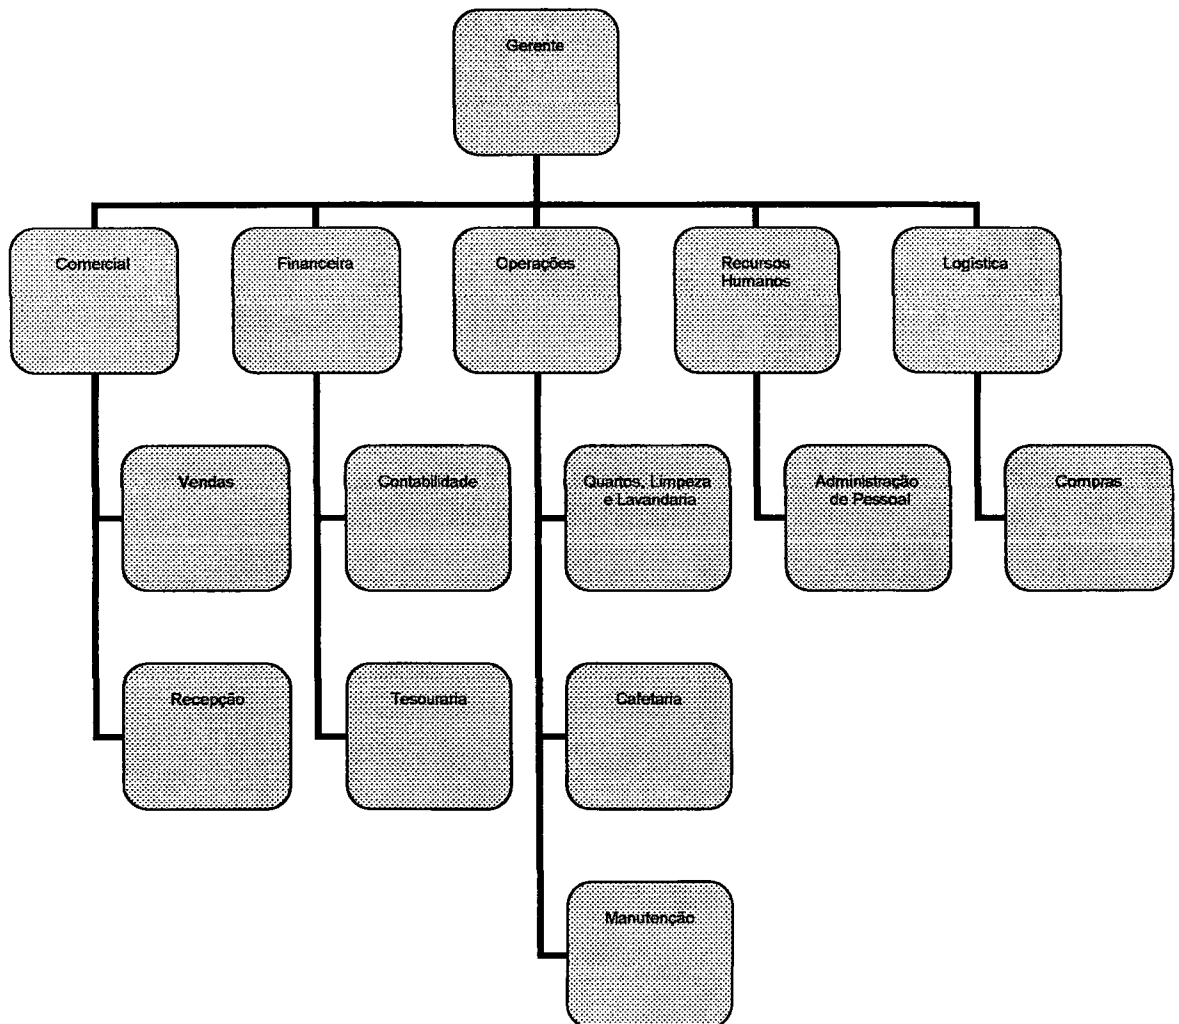 Gerente
Comercial
Financeira
Operações
Recursos
Humanos
Logística
Vendas
Contabilidade
Quartos, Limpeza
e Lavandaria
Administração
de Pessoal
Compras
Recepção
Tesouraria
Cafetaria
Manutenção